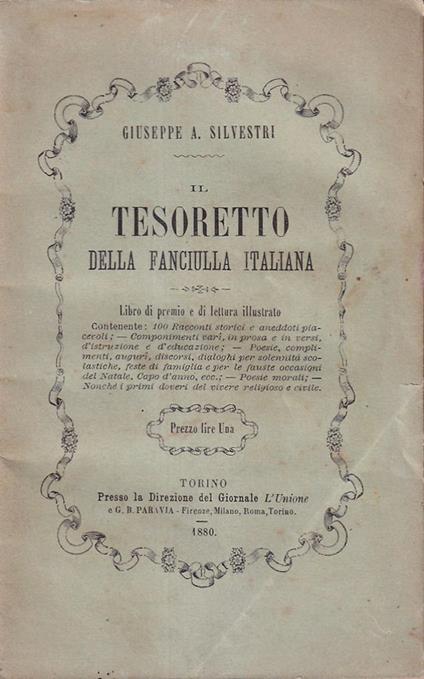 GIUSEPPE A. SILVESTRI
IL
TESORETTO
DELLA FANCIULLA ITALIANA
Libro di premio e di lettura illustrato
Contenente: 100 Racconti storici e aneddoti pia-
cevoli; — Componimenti varî, in prosa e in versi,
d'istruzione e d'educazione; — Poesie, compli-
menti, augurî, discorsi, dialoghi per solennità sco-
lastiche, feste di famiglia e per le fauste occasioni
del Natale, Capo d'anno, ecc.; — Poesie morali; —
Nonchè i primi doveri del vivere religioso e civile.
Prezzo lire Una
TORINO
Presso la Direzione del Giornale L'Unione
e G. B. PARAVIA - Firenze, Milano, Roma, Torino.
1880.